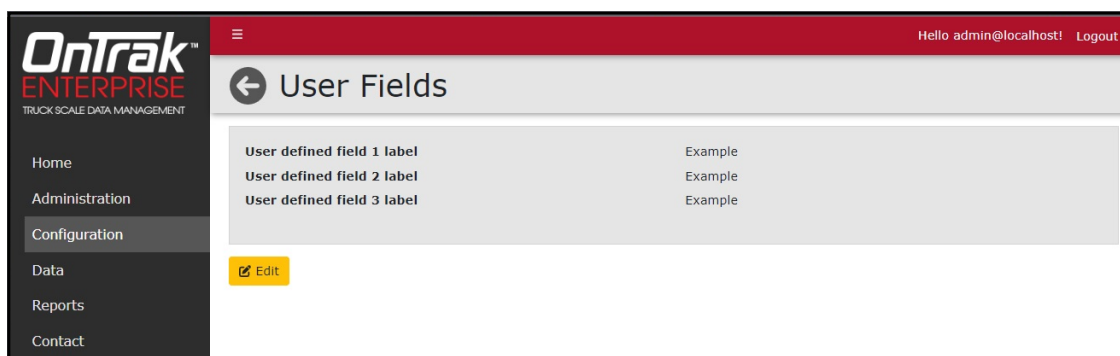 OnTrak™
ENTERPRISE
TRUCK SCALE DATA MANAGEMENT
Home
Administration
Configuration
Data
Reports
Contact
Hello admin@localhost! Logout
User Fields
User defined field 1 label Example
User defined field 2 label Example
User defined field 3 label Example
Edit